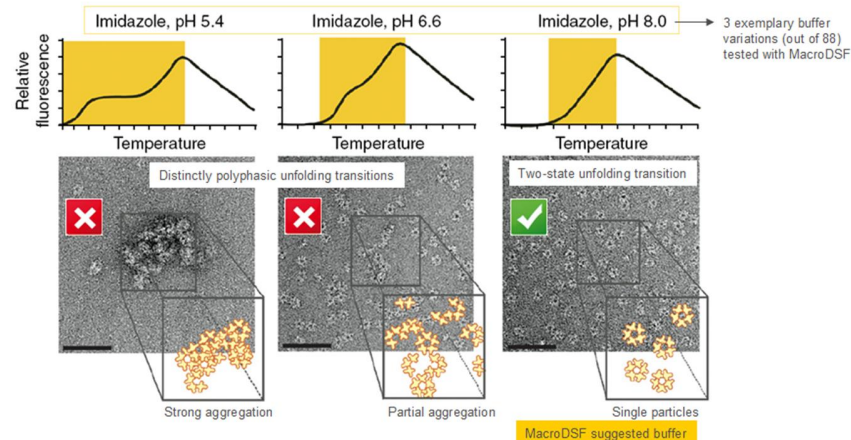 Imidazole, pH 5.4
Imidazole, pH 6.6
Imidazole, pH 8.0
3 exemplary buffer
variations (out of 88)
tested with MacroDSF
Relative
fluorescence
Temperature
Temperature
Temperature
Distinctly polyphasic unfolding transitions
Two-state unfolding transition
Strong aggregation
Partial aggregation
Single particles
MacroDSF suggested buffer